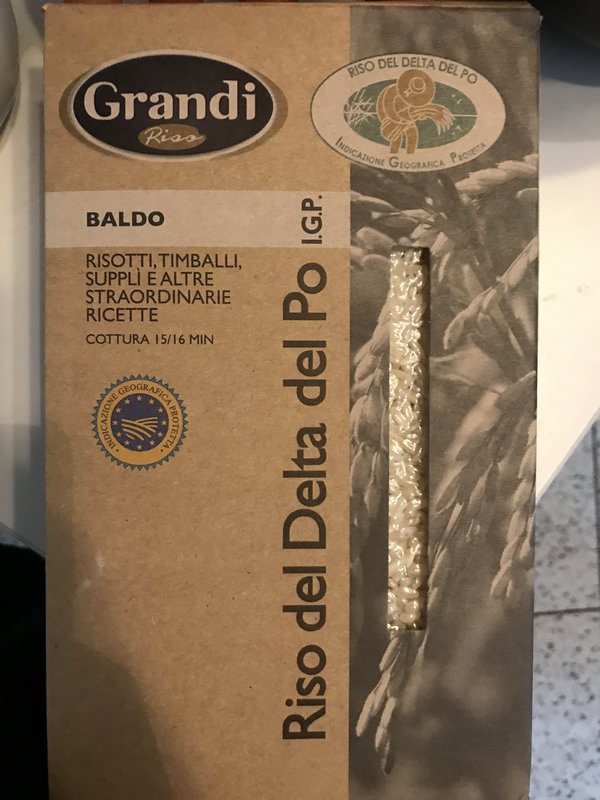 Grandi
Riso
RISO DEL DELTA DEL PO
INDICAZIONE GEOGRAFICA PROTETTA
BALDO
RISOTTI, TIMBALLI,
SUPPLÌ E ALTRE
STRAORDINARIE
RICETTE
COTTURA 15/16 MIN
INDICAZIONE GEOGRAFICA PROTETTA
Riso del Delta del Po I.G.P.